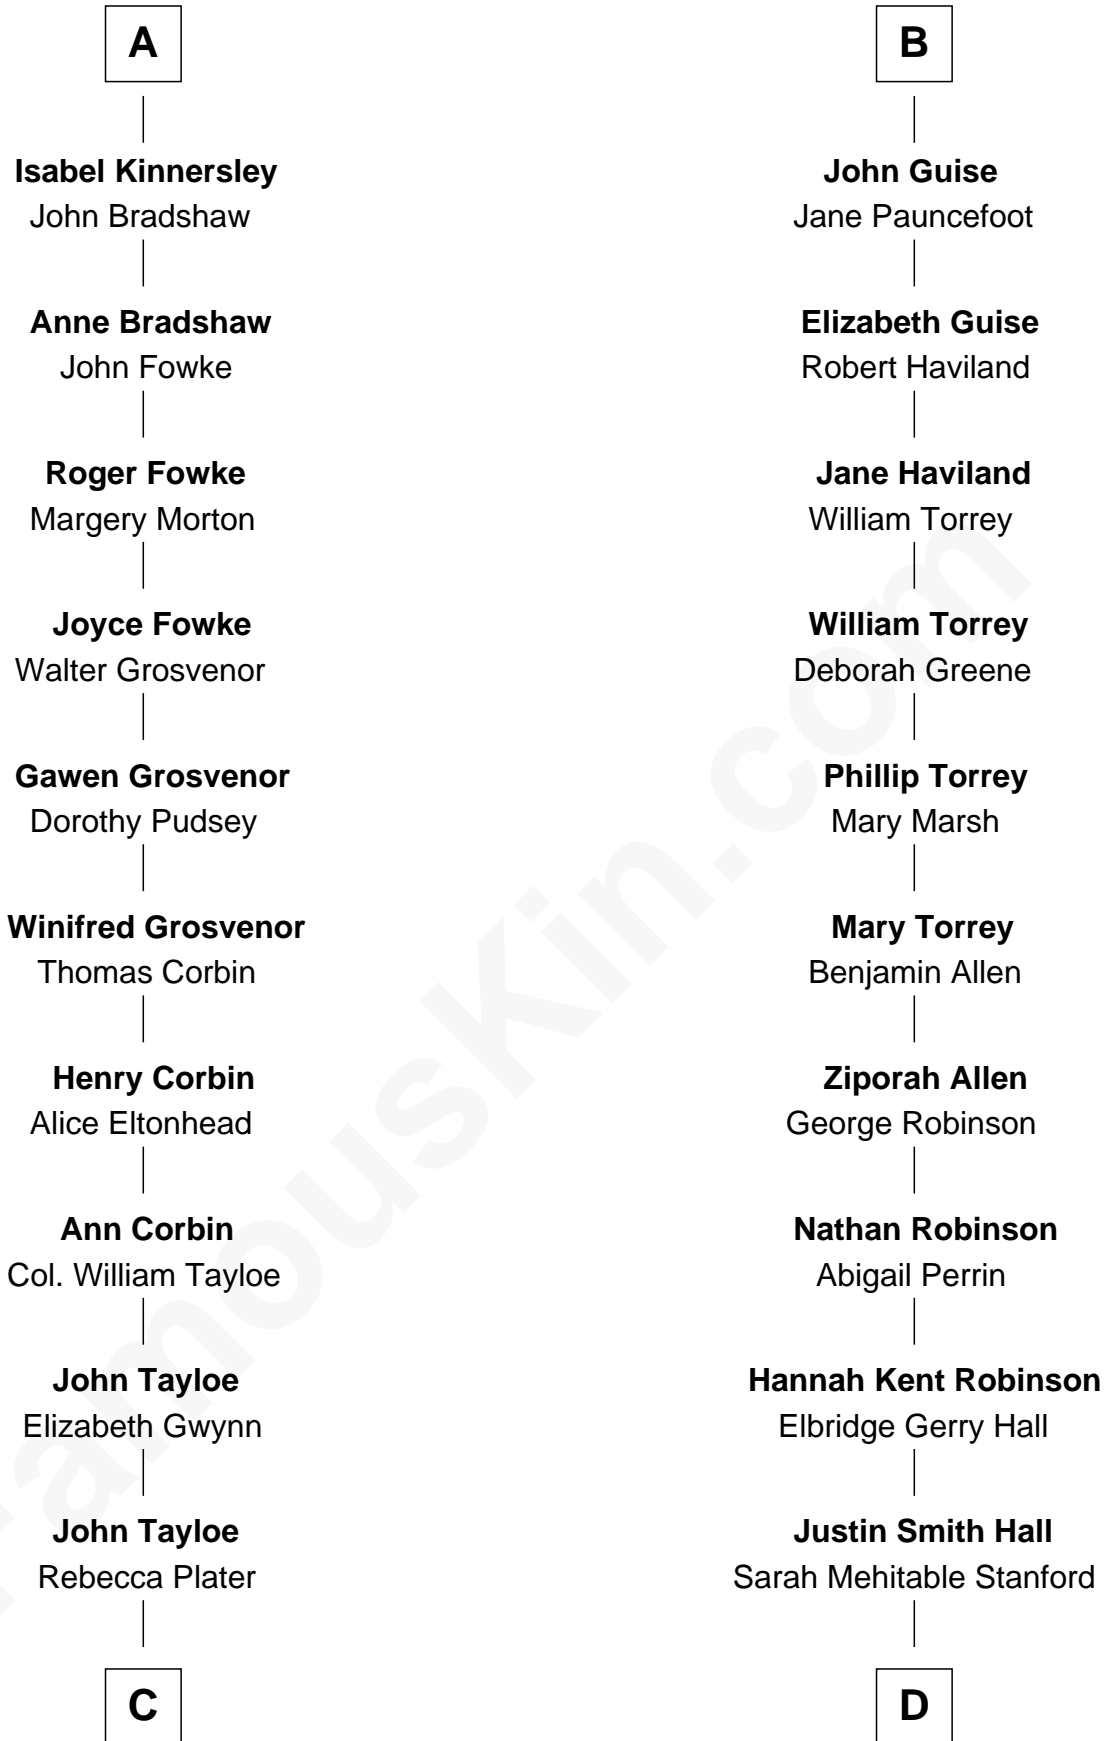 A
Isabel Kinnersley
John Bradshaw
Anne Bradshaw
John Fowke
Roger Fowke
Margery Morton
Joyce Fowke
Walter Grosvenor
Gawen Grosvenor
Dorothy Pudsey
Winifred Grosvenor
Thomas Corbin
Henry Corbin
Alice Eltonhead
Ann Corbin
Col. William Tayloe
John Tayloe
Elizabeth Gwynn
John Tayloe
Rebecca Plater
C
B
John Guise
Jane Pauncefoot
Elizabeth Guise
Robert Haviland
Jane Haviland
William Torrey
William Torrey
Deborah Greene
Phillip Torrey
Mary Marsh
Mary Torrey
Benjamin Allen
Ziporah Allen
George Robinson
Nathan Robinson
Abigail Perrin
Hannah Kent Robinson
Elbridge Gerry Hall
Justin Smith Hall
Sarah Mehitable Stanford
D
FamousKin.com